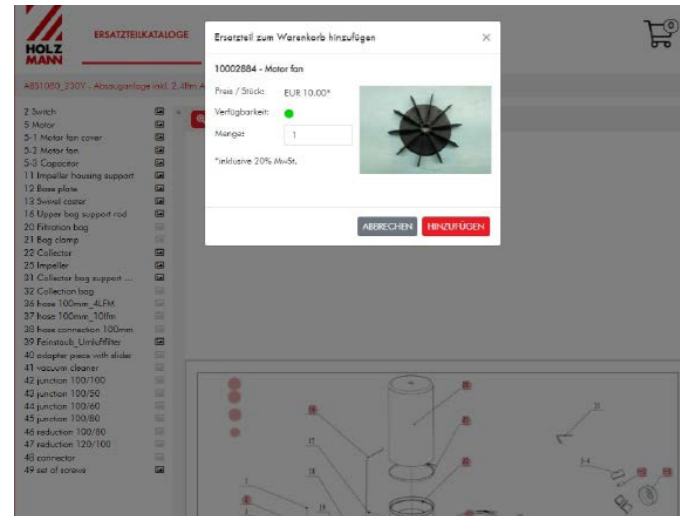 HOLZ
MANN
ERSATZTEILKATALOGE
0
ABS1080_230V - Absauganlage inkl. 2.4lfm A
Ersatzteil zum Warenkorb hinzufügen
×
10002884 - Motor fan
Preis / Stück: EUR 10.00*
Verfügbarkeit:
Menge: 1
*inklusive 20% MwSt.
ABBRECHEN HINZUFÜGEN
2 Switch
5 Motor
5-1 Motor fan cover
5-2 Motor fan
5-3 Capacitor
11 Impeller housing support
12 Base plate
13 Swivel caster
16 Upper bag support rod
20 Filtration bag
21 Bag clamp
22 Collector
25 Impeller
31 Collector bag support ...
32 Collection bag
36 hose 100mm_4LFM
37 hose 100mm_10lfm
38 hose connection 100mm
39 Feinstaub_Umluftfilter
40 adapter piece with slider
41 vacuum cleaner
42 junction 100/100
43 junction 100/50
44 junction 100/60
45 junction 100/80
46 reduction 100/80
47 reduction 120/100
48 connector
49 set of screws
17
18
19